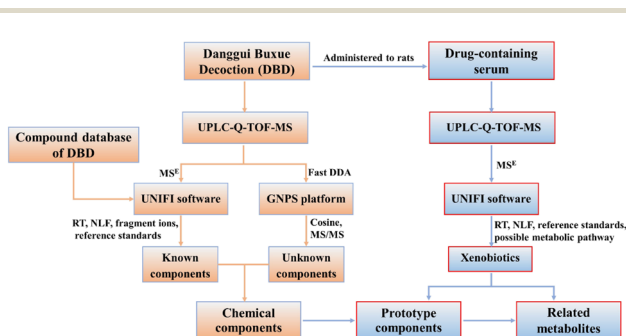 Danggui Buxue
Decoction (DBD)
Administered to rats
Drug-containing
serum
UPLC-Q-TOF-MS
UPLC-Q-TOF-MS
Compound database
of DBD
MSᴱ
Fast DDA
MSᴱ
UNIFI software
GNPS platform
UNIFI software
RT, NLF, fragment ions,
reference standards
Cosine,
MS/MS
RT, NLF, reference standards,
possible metabolic pathway
Known
components
Unknown
components
Xenobiotics
Chemical
components
Prototype
components
Related
metabolites